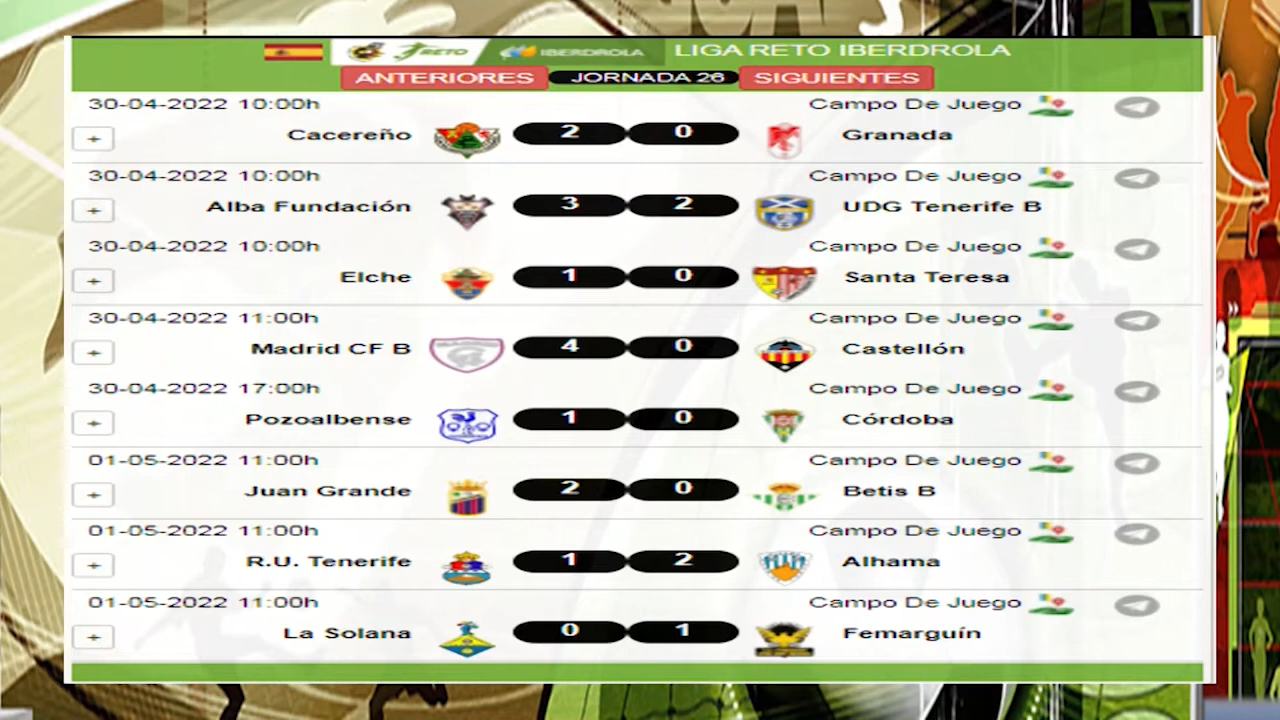 RETO IBERDROLA LIGA RETO IBERDROLA
ANTERIORES JORNADA 26 SIGUIENTES
30-04-2022 10:00h Campo De Juego
+ Cacereño 2 0 Granada
30-04-2022 10:00h Campo De Juego
+ Alba Fundación 3 2 UDG Tenerife B
30-04-2022 10:00h Campo De Juego
+ Elche 1 0 Santa Teresa
30-04-2022 11:00h Campo De Juego
+ Madrid CF B 4 0 Castellón
30-04-2022 17:00h Campo De Juego
+ Pozoalbense 1 0 Córdoba
01-05-2022 11:00h Campo De Juego
+ Juan Grande 2 0 Betis B
01-05-2022 11:00h Campo De Juego
+ R.U. Tenerife 1 2 Alhama
01-05-2022 11:00h Campo De Juego
+ La Solana 0 1 Femarguín